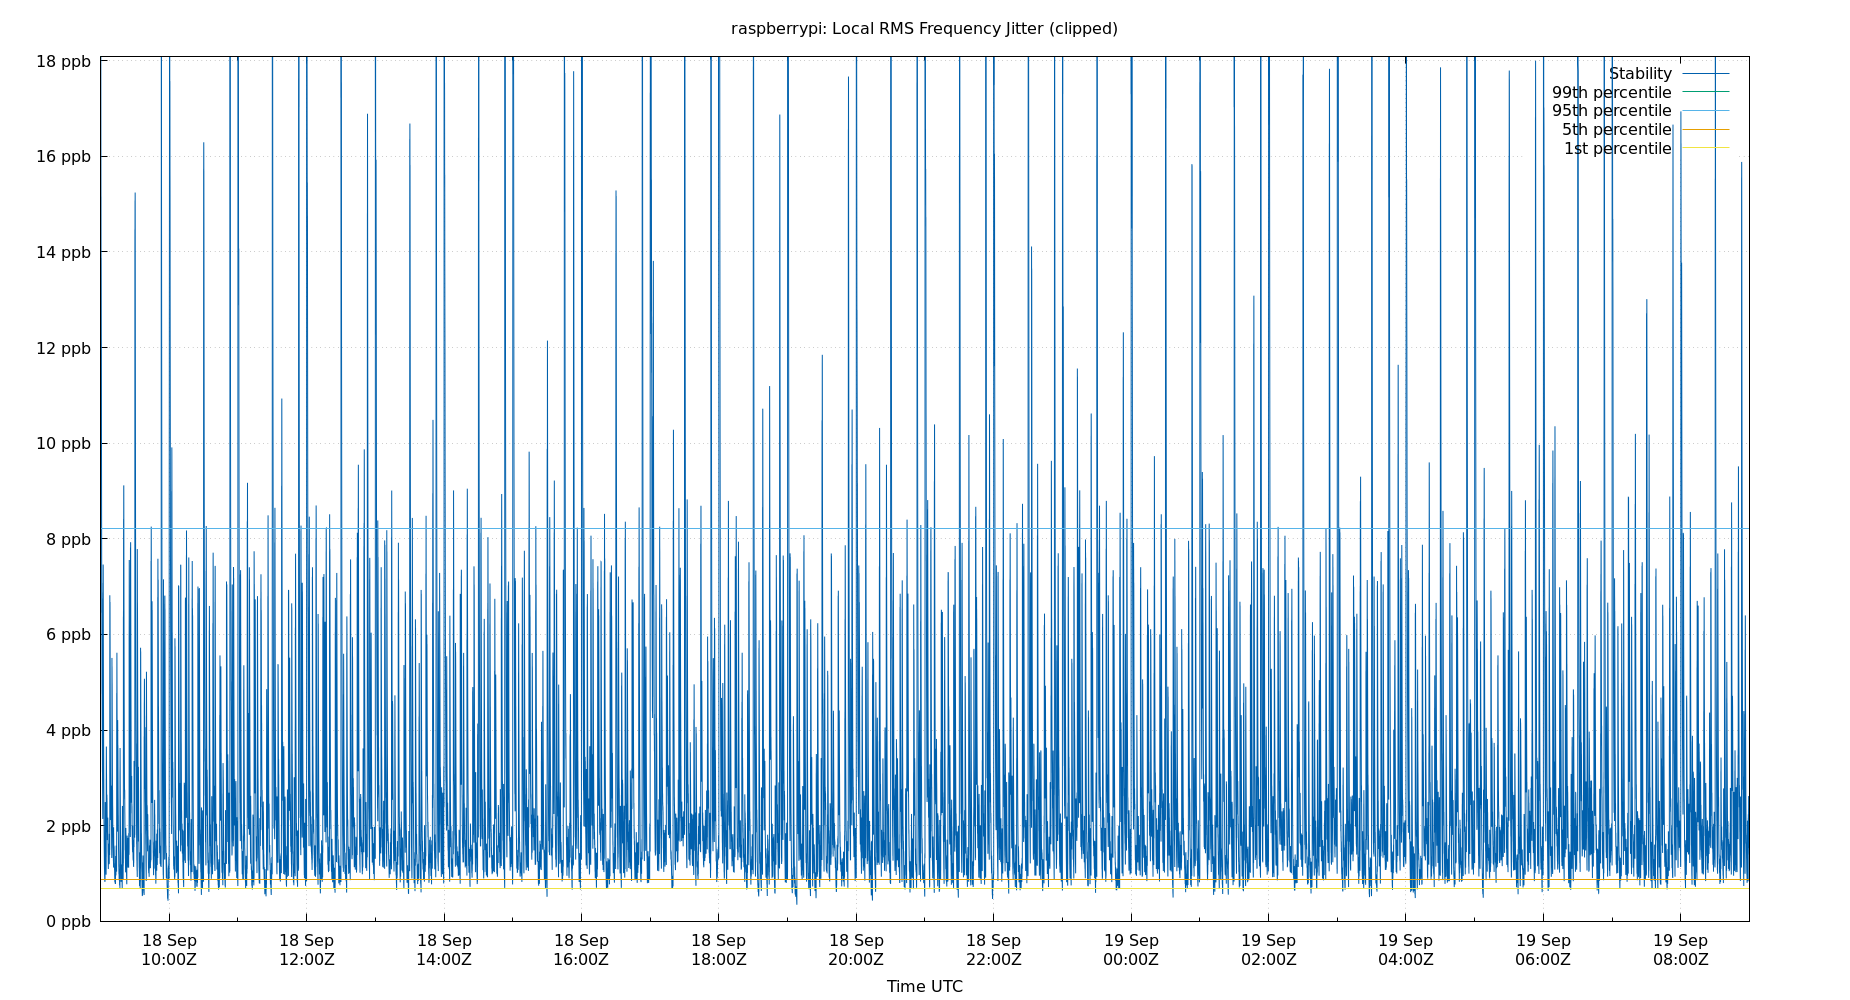 raspberrypi: Local RMS Frequency Jitter (clipped)
18 ppb
16 ppb
14 ppb
12 ppb
10 ppb
8 ppb
6 ppb
4 ppb
2 ppb
0 ppb
Stability
99th percentile
95th percentile
5th percentile
1st percentile
18 Sep 18 Sep 18 Sep 18 Sep 18 Sep 18 Sep 18 Sep 19 Sep 19 Sep 19 Sep 19 Sep 19 Sep
10:00Z 12:00Z 14:00Z 16:00Z 18:00Z 20:00Z 22:00Z 00:00Z 02:00Z 04:00Z 06:00Z 08:00Z
Time UTC